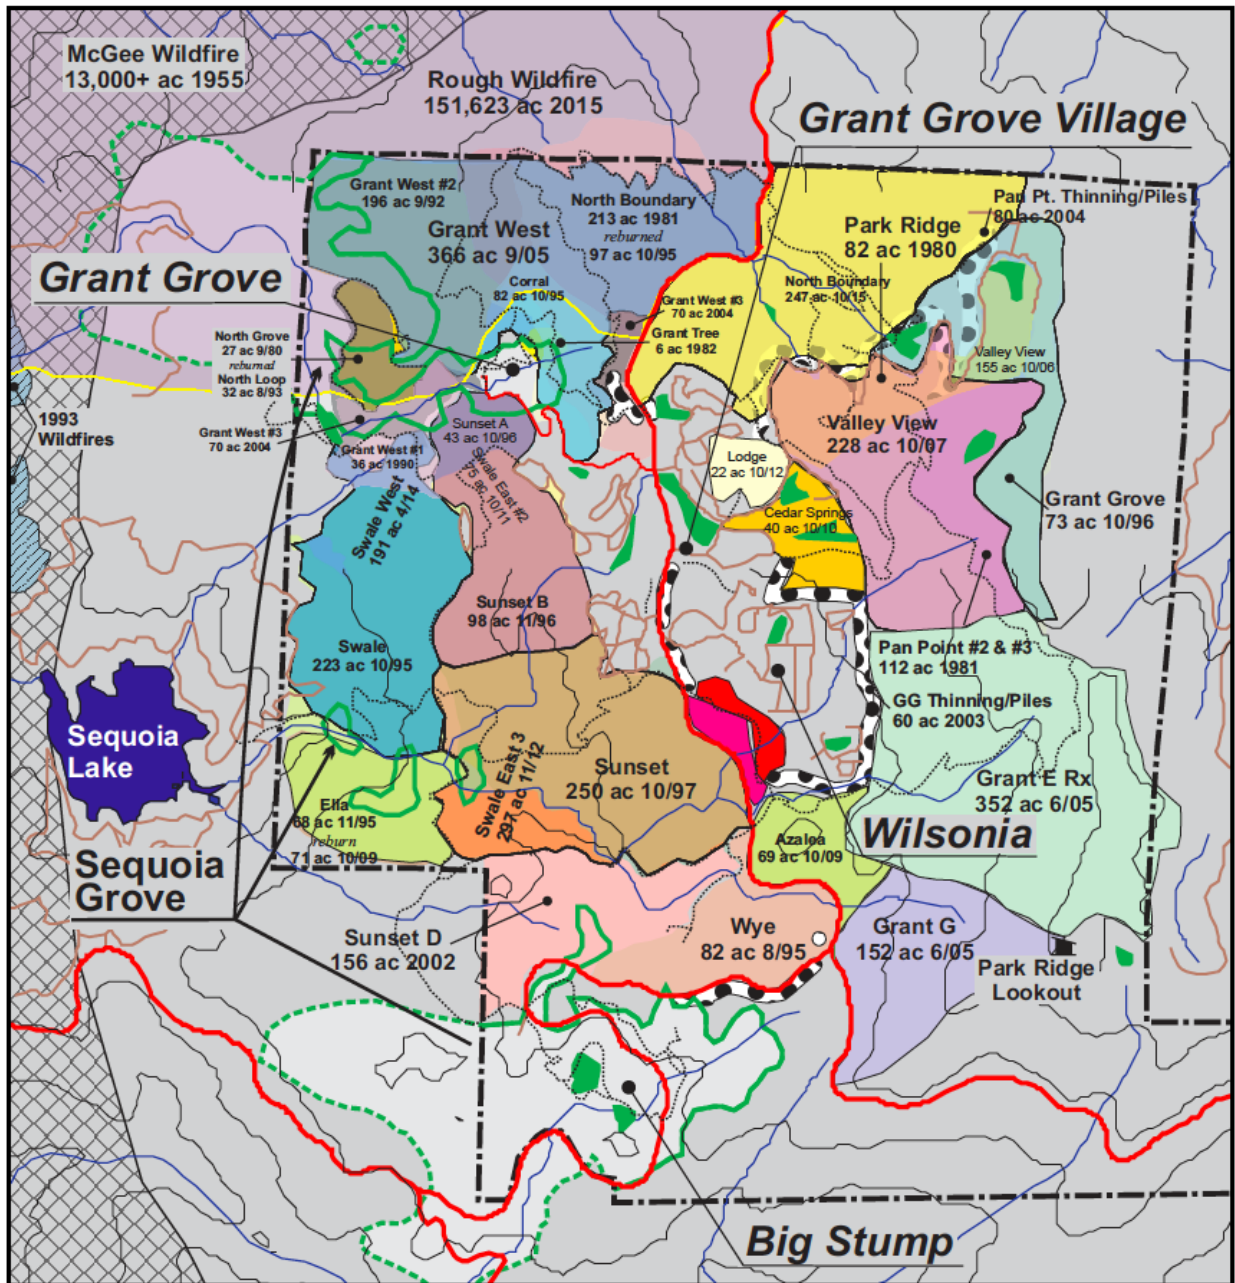 McGee Wildfire
13,000+ ac 1955
Rough Wildfire
151,623 ac 2015
Grant Grove Village
Grant West #2
196 ac 9/92
North Boundary
213 ac 1981
reburned
97 ac 10/95
Pan Pt. Thinning/Piles
80 ac 2004
Grant West
366 ac 9/05
Park Ridge
82 ac 1980
Grant Grove
Corral
82 ac 10/95
North Boundary
247 ac 10/15
Grant West #3
70 ac 2004
Grant Tree
6 ac 1982
North Grove
27 ac 9/80
reburnal
North Loop
32 ac 8/93
Valley View
155 ac 10/06
1993
Wildfires
Grant West #3
70 ac 2004
Sunset A
43 ac 10/96
Valley View
228 ac 10/07
Grant West #1
36 ac 1990
Lodge
22 ac 10/12
Swale East #2
75 ac 10/11
Swale West
191 ac 4/14
Grant Grove
73 ac 10/96
Cedar Springs
40 ac 10/10
Sunset B
98 ac 11/96
Swale
223 ac 10/95
Pan Point #2 & #3
112 ac 1981
GG Thinning/Piles
60 ac 2003
Sequoia
Lake
Swale East 3
297 ac 11/12
Sunset
250 ac 10/97
Grant E Rx
352 ac 6/05
Ella
68 ac 11/95
reburn
71 ac 10/09
Azalea
69 ac 10/09
Wilsonia
Sequoia
Grove
Sunset D
156 ac 2002
Wye
82 ac 8/95
Grant G
152 ac 6/05
Park Ridge
Lookout
Big Stump